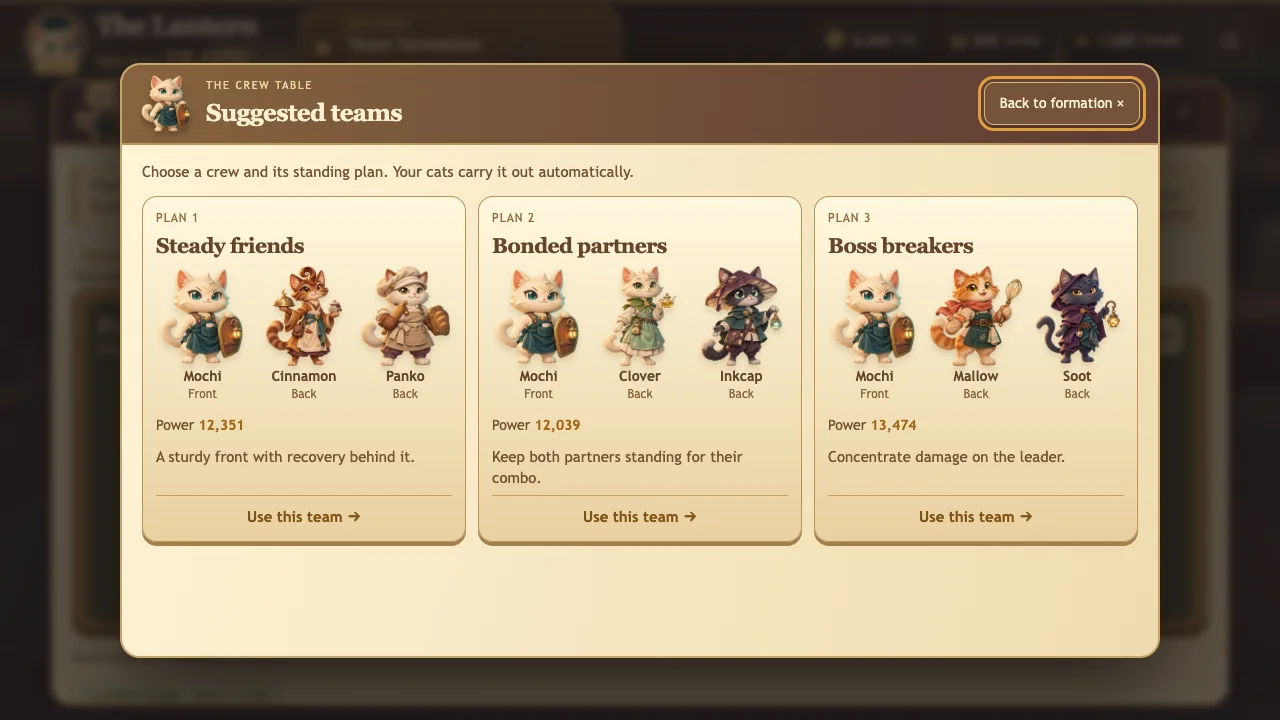 The Lantern
THE CREW TABLE
Suggested teams
Back to formation ×
Choose a crew and its standing plan. Your cats carry it out automatically.
PLAN 1
Steady friends
Mochi
Front
Cinnamon
Back
Panko
Back
Power 12,351
A sturdy front with recovery behind it.
Use this team →
PLAN 2
Bonded partners
Mochi
Front
Clover
Back
Inkcap
Back
Power 12,039
Keep both partners standing for their
combo.
Use this team →
PLAN 3
Boss breakers
Mochi
Front
Mallow
Back
Soot
Back
Power 13,474
Concentrate damage on the leader.
Use this team →